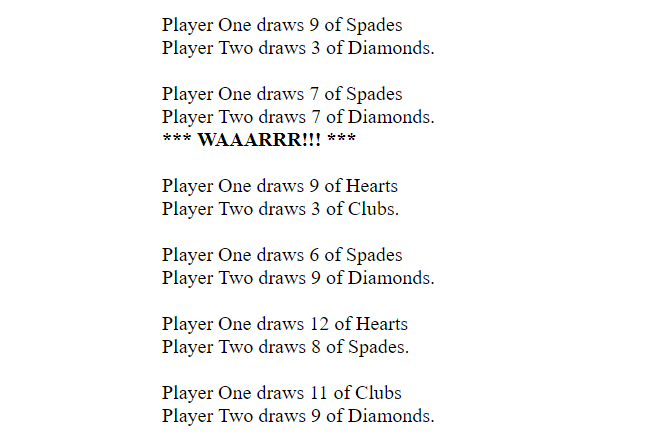 Player One draws 9 of Spades
Player Two draws 3 of Diamonds.
Player One draws 7 of Spades
Player Two draws 7 of Diamonds.
*** WAAARRR!!! ***
Player One draws 9 of Hearts
Player Two draws 3 of Clubs.
Player One draws 6 of Spades
Player Two draws 9 of Diamonds.
Player One draws 12 of Hearts
Player Two draws 8 of Spades.
Player One draws 11 of Clubs
Player Two draws 9 of Diamonds.